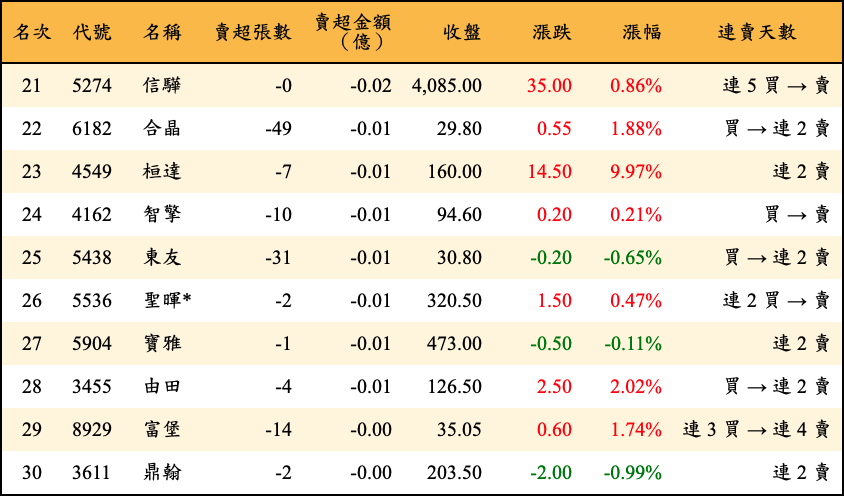 名次 代號 名稱 賣超張數 賣超金額（億） 收盤 漲跌 漲幅 連賣天數
21 5274 信驊 -0 -0.02 4,085.00 35.00 0.86% 連 5 買 → 賣
22 6182 合晶 -49 -0.01 29.80 0.55 1.88% 買 → 連 2 賣
23 4549 桓達 -7 -0.01 160.00 14.50 9.97% 連 2 賣
24 4162 智擎 -10 -0.01 94.60 0.20 0.21% 買 → 賣
25 5438 東友 -31 -0.01 30.80 -0.20 -0.65% 買 → 連 2 賣
26 5536 聖暉* -2 -0.01 320.50 1.50 0.47% 連 2 買 → 賣
27 5904 寶雅 -1 -0.01 473.00 -0.50 -0.11% 連 2 賣
28 3455 由田 -4 -0.01 126.50 2.50 2.02% 買 → 連 2 賣
29 8929 富堡 -14 -0.00 35.05 0.60 1.74% 連 3 買 → 連 4 賣
30 3611 鼎翰 -2 -0.00 203.50 -2.00 -0.99% 連 2 賣